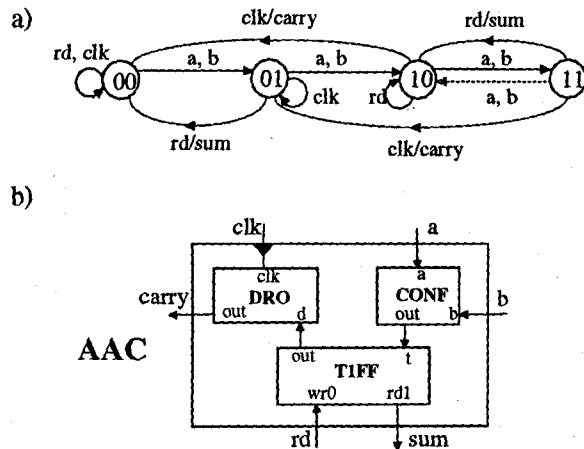 a)
clk/carry
rd/sum
rd, clk
a, b
a, b
a, b
00
01
10
11
clk
rd
a, b
rd/sum
clk/carry
b)
clk
a
clk
a
DRO
CONF
carry
out
d
out
b
b
AAC
out
t
T1FF
wr0
rd1
rd
sum